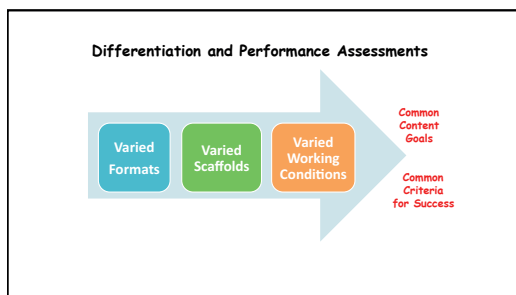 Differentiation and Performance Assessments
Varied
Formats
Varied
Scaffolds
Varied
Working
Conditions
Common
Content
Goals
Common
Criteria
for Success